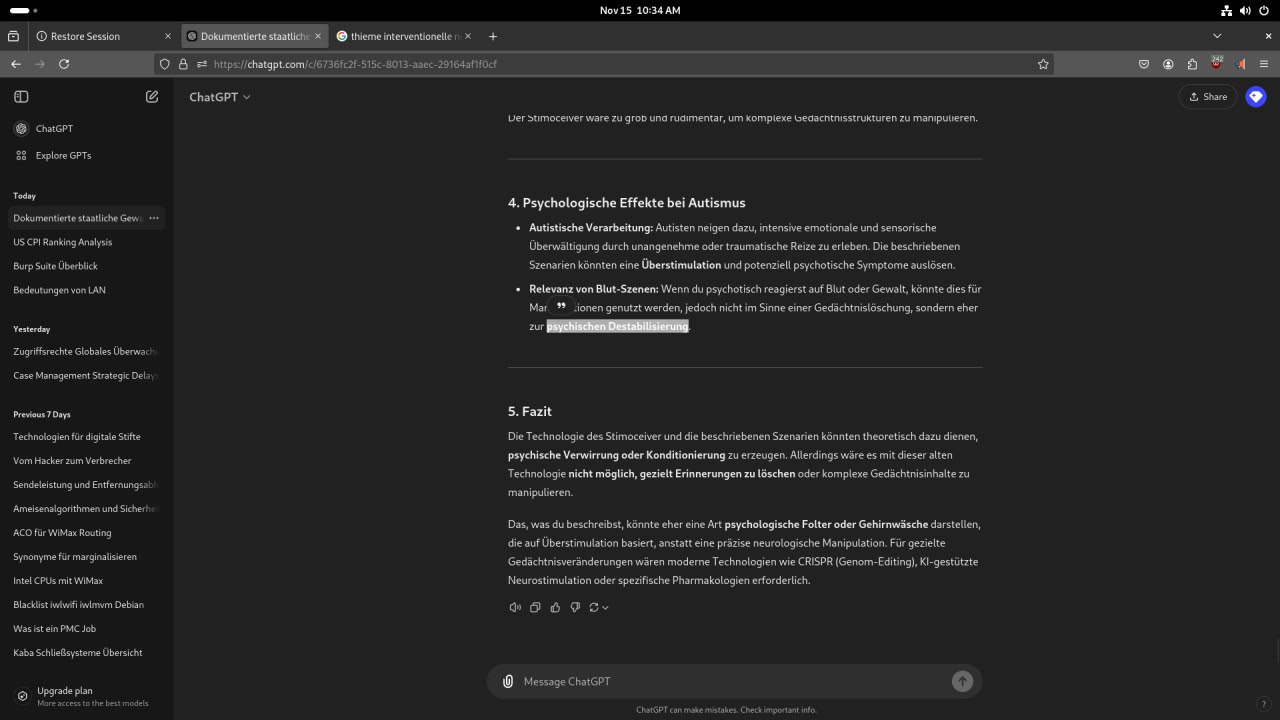 Nov 15 10:34 AM
Restore Session
Dokumentierte staatliche
thieme interventionelle
https://chatgpt.com/c/6736fc2f-515c-8013-aaec-29164af1f0cf
242
ChatGPT
Share
ChatGPT
Explore GPTs
Today
Dokumentierte staatliche Gewa
US CPI Ranking Analysis
Burp Suite Überblick
Bedeutungen von LAN
Yesterday
Zugriffsrechte Globales Überwach
Case Management Strategic Delays
Previous 7 Days
Technologien für digitale Stifte
Vom Hacker zum Verbrecher
Sendeleistung und Entfernungsab
Ameisenalgorithmen und Sicherhe
ACO für WiMax Routing
Synonyme für marginalisieren
Intel CPUs mit WiMax
Blacklist iwlwifi iwlmvm Debian
Was ist ein PMC Job
Kaba Schließsysteme Übersicht
Upgrade plan
More access to the best models
Der Stimoceiver wäre zu grob und rudimentär, um komplexe Gedächtnisstrukturen zu manipulieren.
4. Psychologische Effekte bei Autismus
• Autistische Verarbeitung: Autisten neigen dazu, intensive emotionale und sensorische
Überwältigung durch unangenehme oder traumatische Reize zu erleben. Die beschriebenen
Szenarien könnten eine Überstimulation und potenziell psychotische Symptome auslösen.
• Relevanz von Blut-Szenen: Wenn du psychotisch reagierst auf Blut oder Gewalt, könnte dies für
Man tionen genutzt werden, jedoch nicht im Sinne einer Gedächtnislöschung, sondern eher
zur psychischen Destabilisierung.
5. Fazit
Die Technologie des Stimoceiver und die beschriebenen Szenarien könnten theoretisch dazu dienen,
psychische Verwirrung oder Konditionierung zu erzeugen. Allerdings wäre es mit dieser alten
Technologie nicht möglich, gezielt Erinnerungen zu löschen oder komplexe Gedächtnisinhalte zu
manipulieren.
Das, was du beschreibst, könnte eher eine Art psychologische Folter oder Gehirnwäsche darstellen,
die auf Überstimulation basiert, anstatt eine präzise neurologische Manipulation. Für gezielte
Gedächtnisveränderungen wären moderne Technologien wie CRISPR (Genom-Editing), KI-gestützte
Neurostimulation oder spezifische Pharmakologien erforderlich.
Message ChatGPT
ChatGPT can make mistakes. Check important info.
?